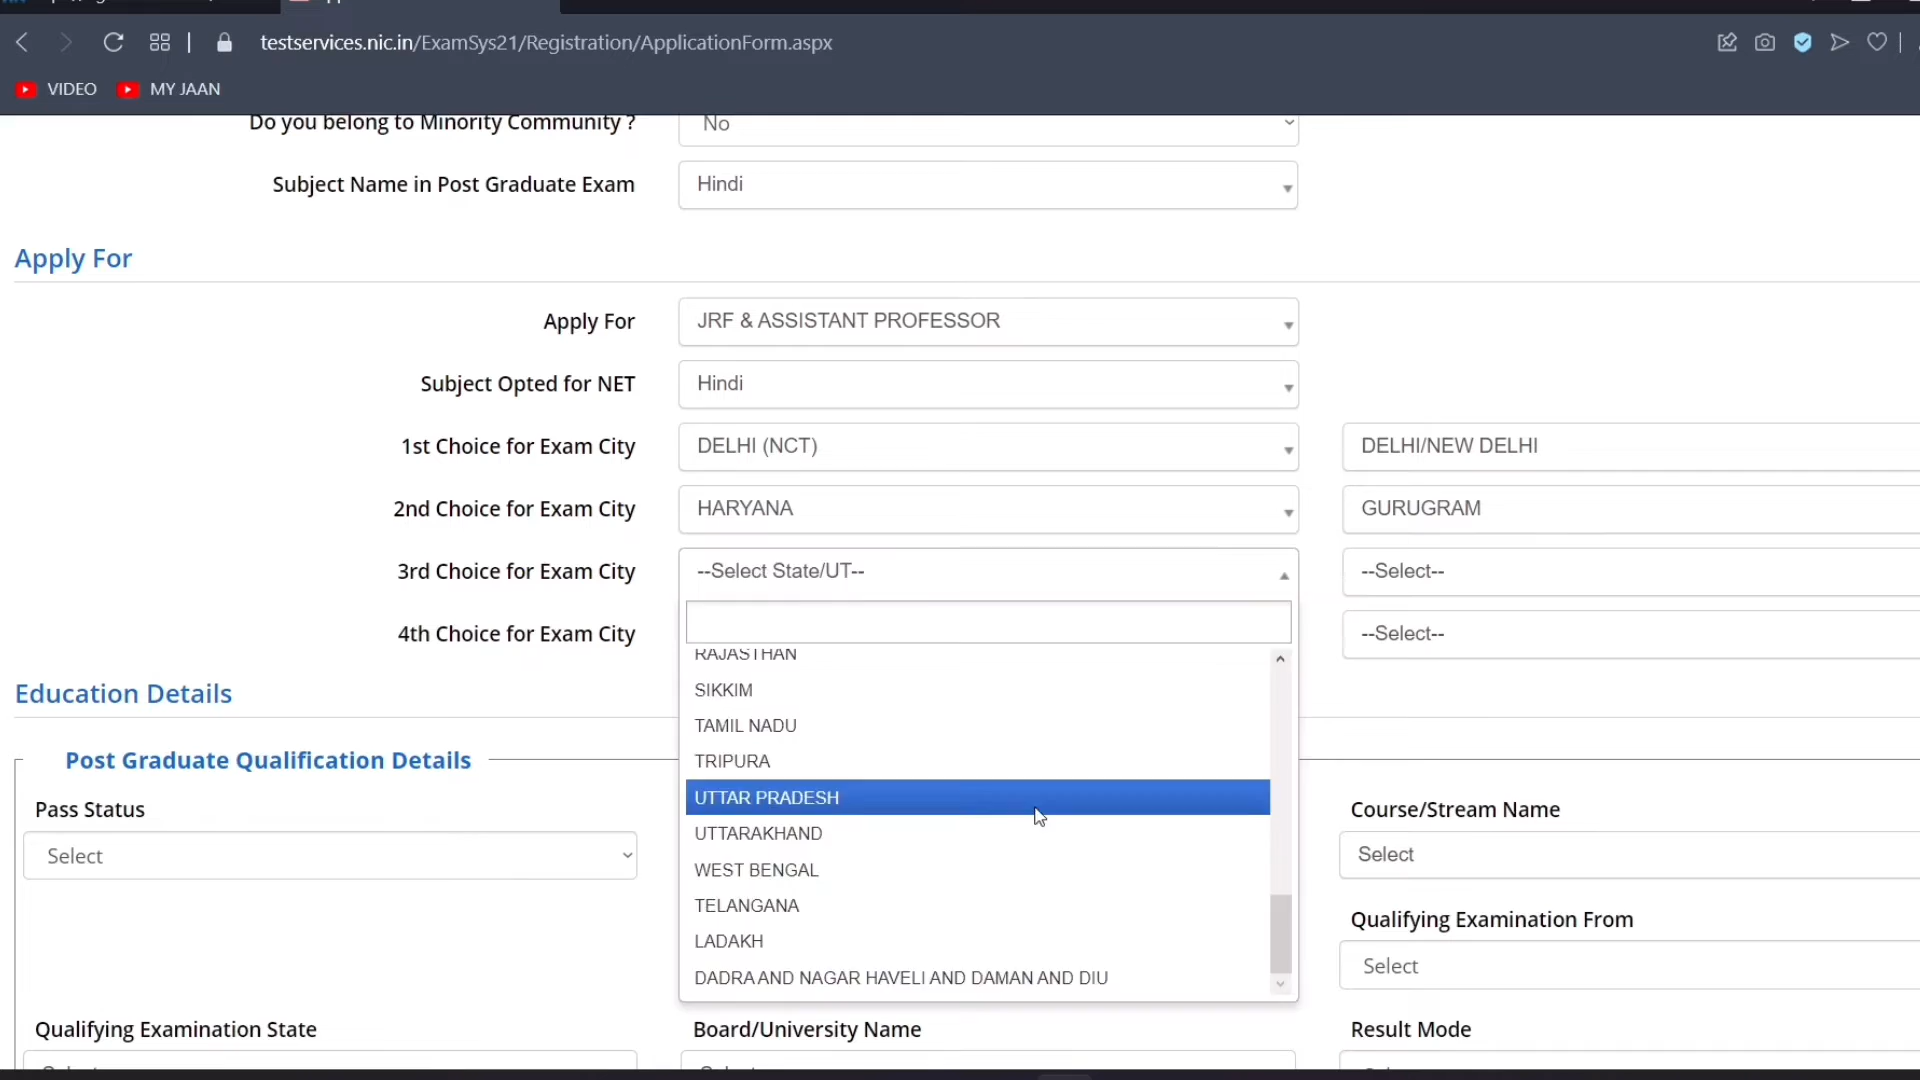 testservices.nic.in/ExamSys21/Registration/ApplicationForm.aspx
VIDEO MY JAAN
Do you belong to Minority Community ? No
Subject Name in Post Graduate Exam Hindi
Apply For
Apply For JRF & ASSISTANT PROFESSOR
Subject Opted for NET Hindi
1st Choice for Exam City DELHI (NCT) DELHI/NEW DELHI
2nd Choice for Exam City HARYANA GURUGRAM
3rd Choice for Exam City --Select State/UT-- --Select--
4th Choice for Exam City --Select--
RAJASTHAN
SIKKIM
TAMIL NADU
TRIPURA
UTTAR PRADESH
UTTARAKHAND
WEST BENGAL
TELANGANA
LADAKH
DADRA AND NAGAR HAVELI AND DAMAN AND DIU
Education Details
Post Graduate Qualification Details
Pass Status Course/Stream Name
Select Select
Qualifying Examination From
Select
Qualifying Examination State Board/University Name Result Mode